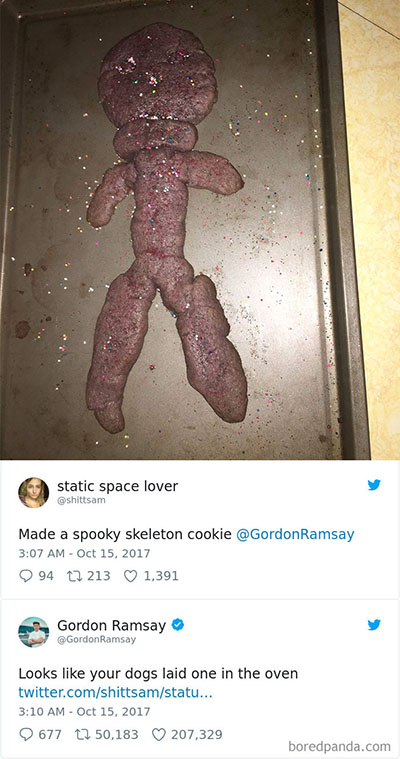 static space lover
@shittsam
Made a spooky skeleton cookie @GordonRamsay
3:07 AM - Oct 15, 2017
94 213 1,391
Gordon Ramsay
@GordonRamsay
Looks like your dogs laid one in the oven
twitter.com/shittsam/statu...
3:10 AM - Oct 15, 2017
677 50,183 207,329
boredpanda.com